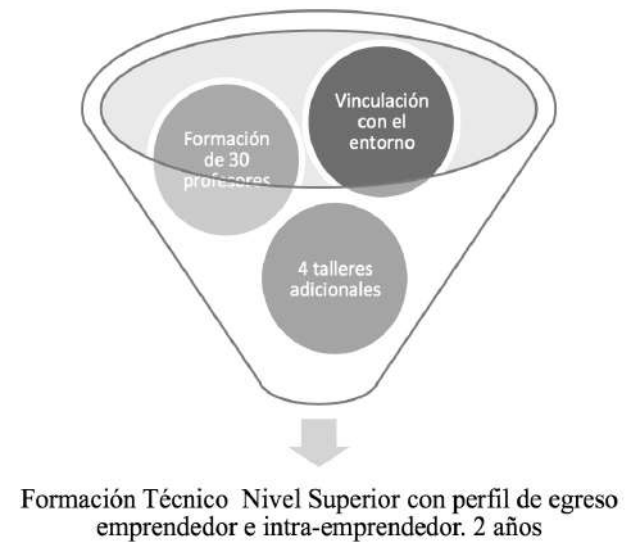 Vinculación
con el
entorno
Formación
de 30
profesores
4 talleres
adicionales
Formación Técnico Nivel Superior con perfil de egreso
emprendedor e intra-emprendedor. 2 años